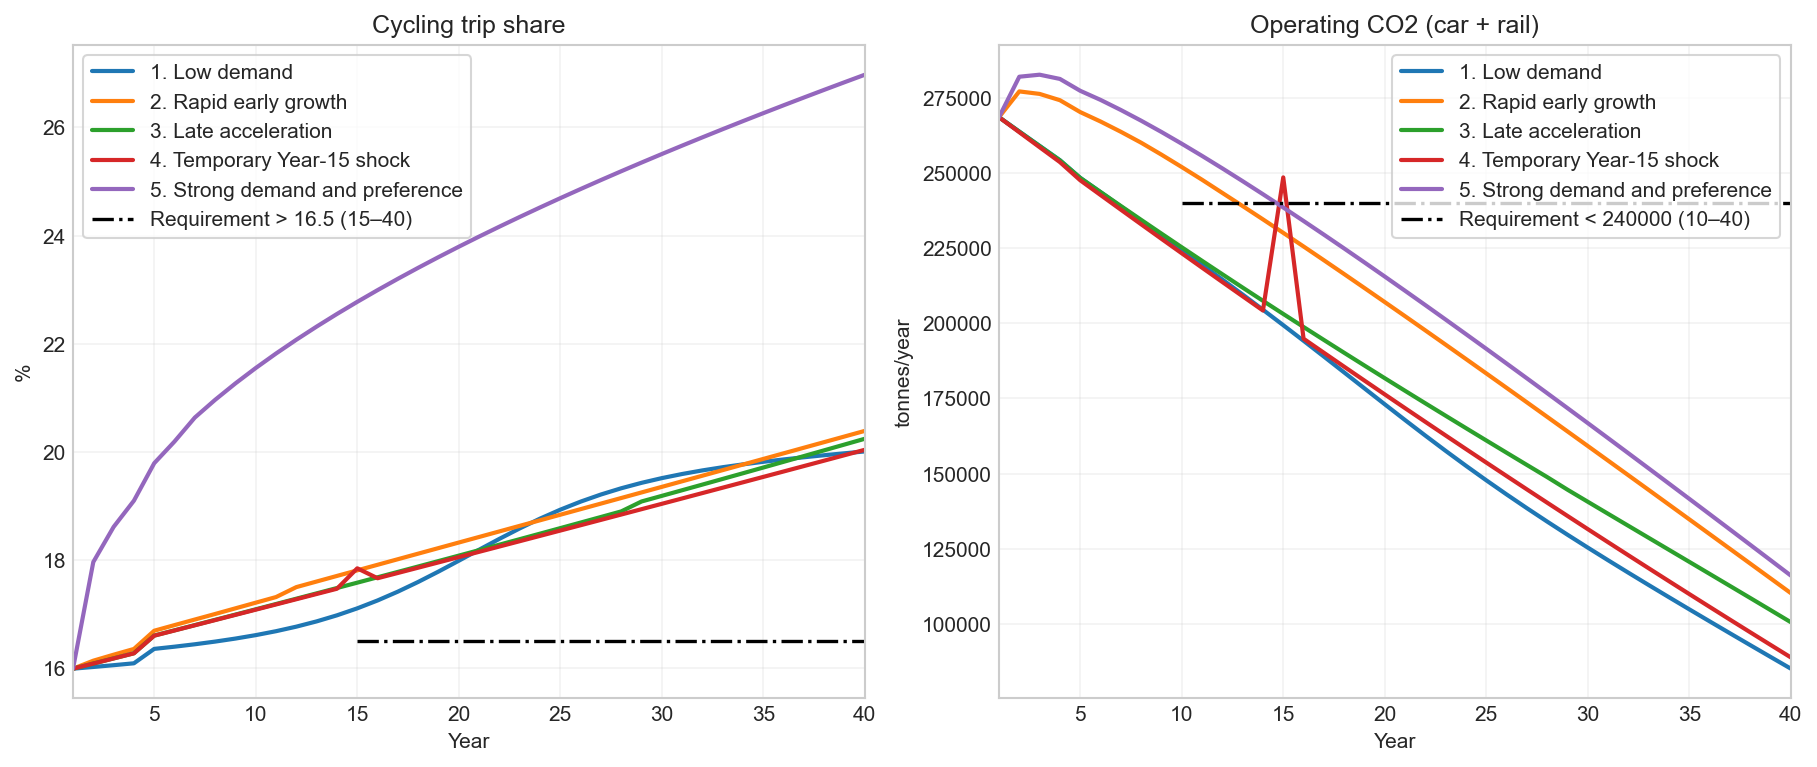 Cycling trip share
1. Low demand
2. Rapid early growth
3. Late acceleration
4. Temporary Year-15 shock
5. Strong demand and preference
Requirement > 16.5 (15–40)
%
26
24
22
20
18
16
5 10 15 20 25 30 35 40
Year
Operating CO2 (car + rail)
1. Low demand
2. Rapid early growth
3. Late acceleration
4. Temporary Year-15 shock
5. Strong demand and preference
Requirement < 240000 (10–40)
tonnes/year
275000
250000
225000
200000
175000
150000
125000
100000
5 10 15 20 25 30 35 40
Year